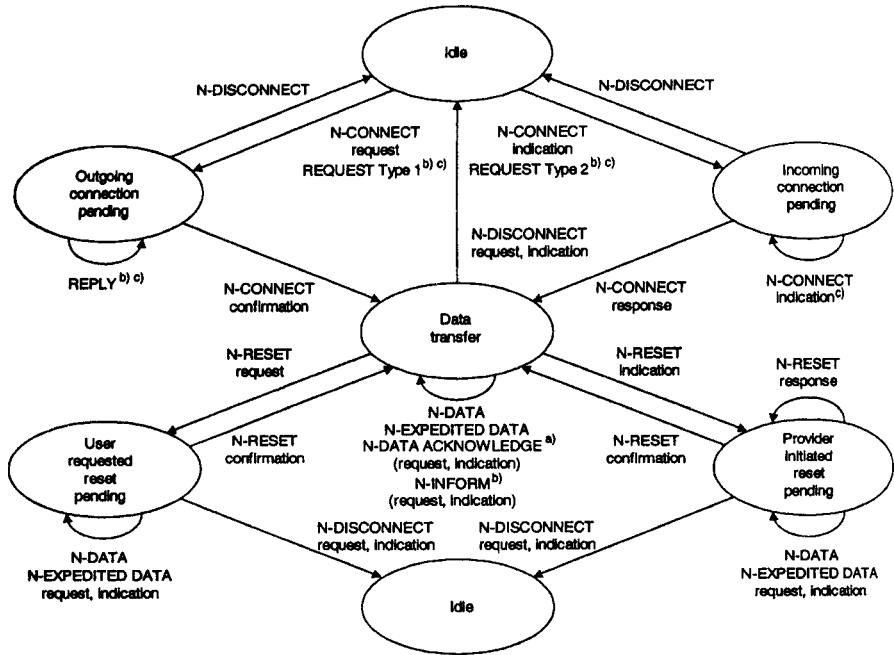 Idle
N-DISCONNECT
N-DISCONNECT
N-CONNECT
request
REQUEST Type 1 b) c)
N-CONNECT
indication
REQUEST Type 2 b) c)
Outgoing
connection
pending
Incoming
connection
pending
REPLY b) c)
N-DISCONNECT
request, indication
N-CONNECT
indication c)
N-CONNECT
confirmation
N-CONNECT
response
Data
transfer
N-RESET
request
N-RESET
indication
N-RESET
response
N-DATA
N-EXPEDITED DATA
N-DATA ACKNOWLEDGE a)
(request, indication)
N-INFORM b)
(request, indication)
N-RESET
confirmation
N-RESET
confirmation
User
requested
reset
pending
Provider
initiated
reset
pending
N-DISCONNECT
request, indication
N-DISCONNECT
request, indication
N-DATA
N-EXPEDITED DATA
request, indication
N-DATA
N-EXPEDITED DATA
request, indication
Idle